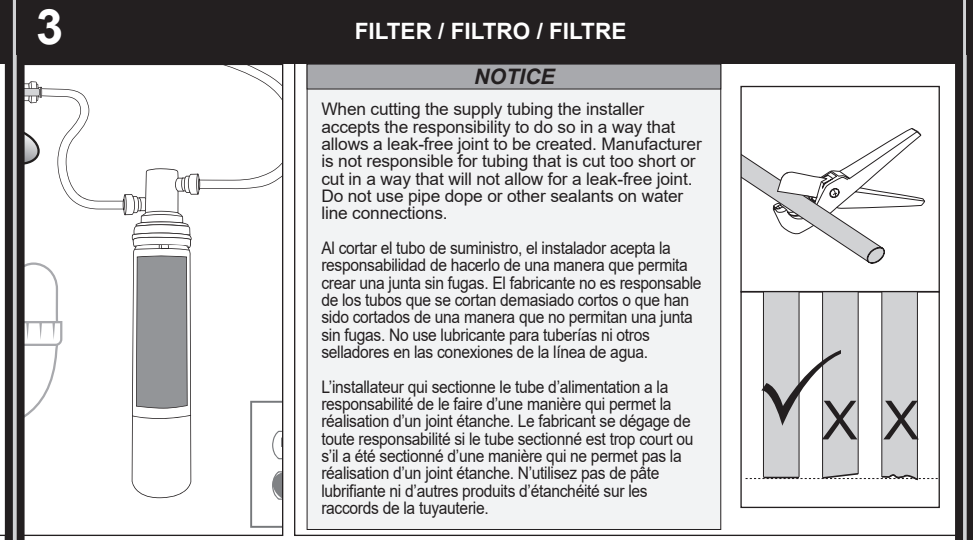 3
FILTER / FILTRO / FILTRE
NOTICE
When cutting the supply tubing the installer
accepts the responsibility to do so in a way that
allows a leak-free joint to be created. Manufacturer
is not responsible for tubing that is cut too short or
cut in a way that will not allow for a leak-free joint.
Do not use pipe dope or other sealants on water
line connections.
Al cortar el tubo de suministro, el instalador acepta la
responsabilidad de hacerlo de una manera que permita
crear una junta sin fugas. El fabricante no es responsable
de los tubos que se cortan demasiado cortos o que han
sido cortados de una manera que no permitan una junta
sin fugas. No use lubricante para tuberías ni otros
selladores en las conexiones de la línea de agua.
L’installateur qui sectionne le tube d’alimentation a la
responsabilité de le faire d’une manière qui permet la
réalisation d’un joint étanche. Le fabricant se dégage de
toute responsabilité si le tube sectionné est trop court ou
s’il a été sectionné d’une manière qui ne permet pas la
réalisation d’un joint étanche. N’utilisez pas de pâte
lubrifiante ni d’autres produits d’étanchéité sur les
raccords de la tuyauterie.
X X